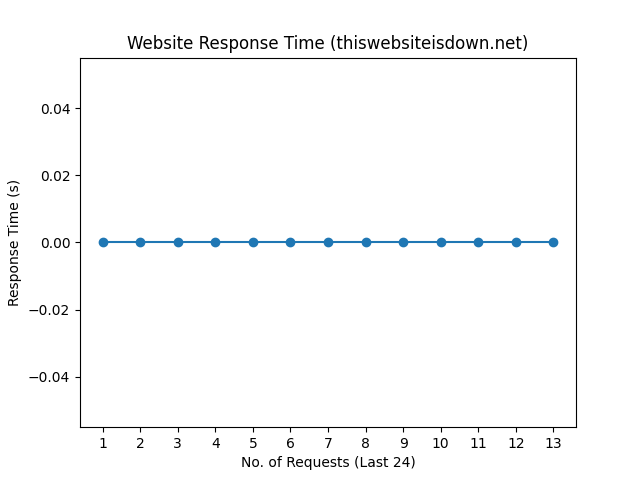 Website Response Time (thiswebsiteisdown.net)
0.04
0.02
0.00
−0.02
−0.04
Response Time (s)
1 2 3 4 5 6 7 8 9 10 11 12 13
No. of Requests (Last 24)